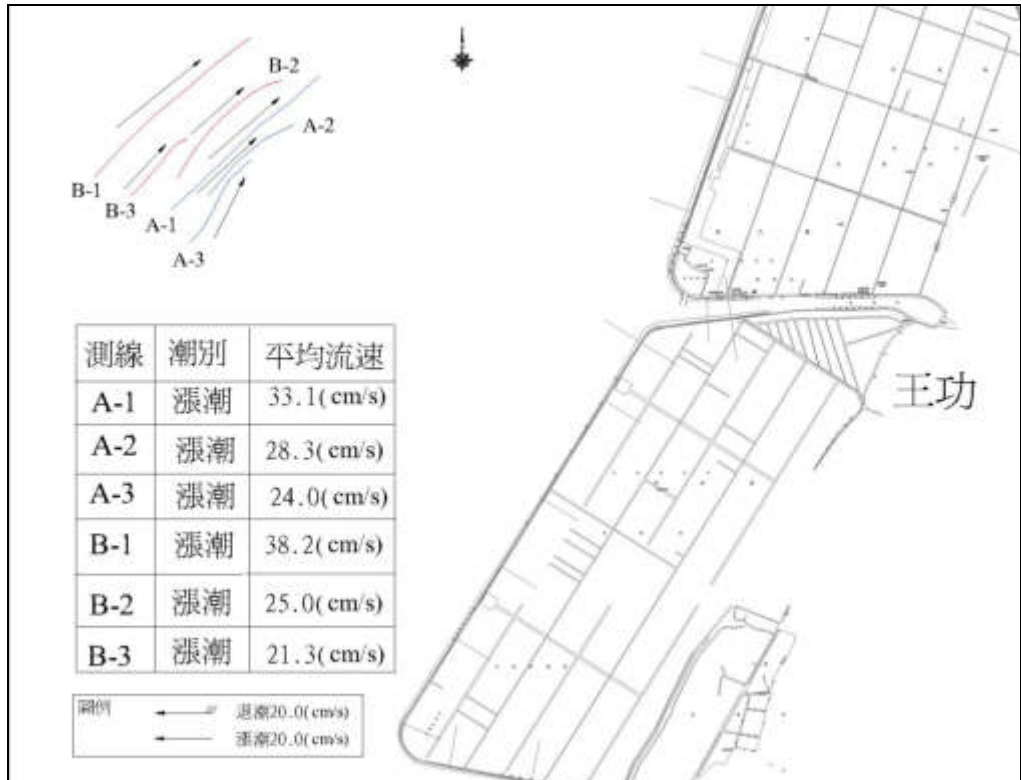 B-2
A-2
B-1
B-3
A-1
A-3
測線 潮別 平均流速
A-1 漲潮 33.1(cm/s)
A-2 漲潮 28.3(cm/s)
A-3 漲潮 24.0(cm/s)
B-1 漲潮 38.2(cm/s)
B-2 漲潮 25.0(cm/s)
B-3 漲潮 21.3(cm/s)
王功
圖例
退潮20.0(cm/s)
漲潮20.0(cm/s)